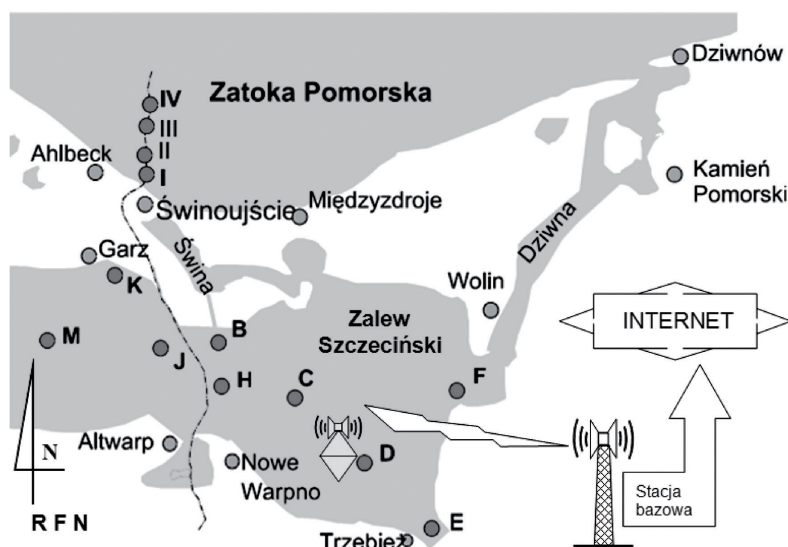 Dziwnów
IV
Zatoka Pomorska
III
II
Ahlbeck
I
Kamień
Pomorski
Świnoujście
Międzyzdroje
Dziwna
Garz
Świna
K
Wolin
INTERNET
B
Zalew
Szczeciński
M
J
H
C
F
Altwarp
N
Nowe
Warpno
D
Stacja
bazowa
R F N
E
Trzebież